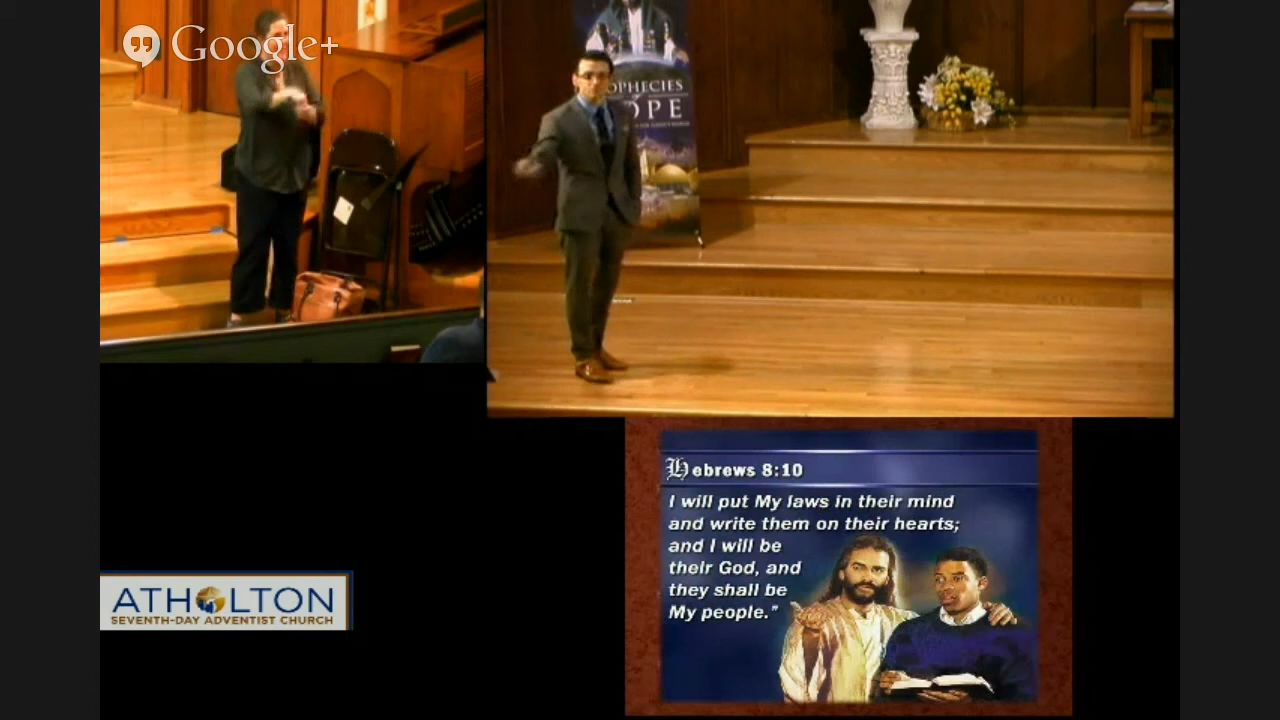 Google+
OPHECIES
OPE
ATHOLTON
SEVENTH-DAY ADVENTIST CHURCH
Hebrews 8:10
I will put My laws in their mind
and write them on their hearts;
and I will be
their God, and
they shall be
My people."